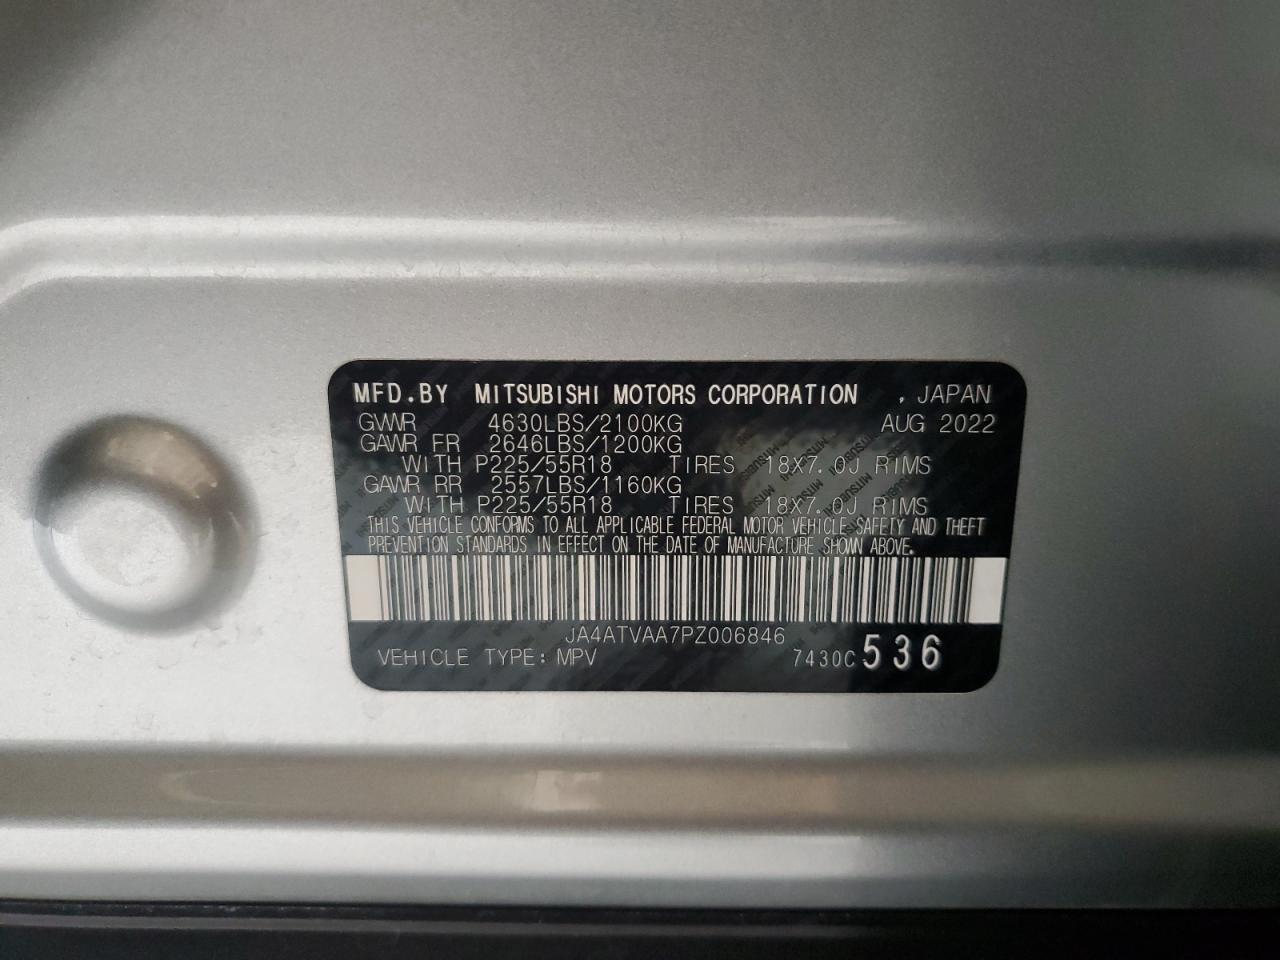 MFD.BY MITSUBISHI MOTORS CORPORATION , JAPAN
GVWR 4630LBS/2100KG AUG 2022
GAWR FR 2646LBS/1200KG
WITH P225/55R18 TIRES 18X7.0J RIMS
GAWR RR 2557LBS/1160KG
WITH P225/55R18 TIRES 18X7.0J RIMS
THIS VEHICLE CONFORMS TO ALL APPLICABLE FEDERAL MOTOR VEHICLE SAFETY AND THEFT
PREVENTION STANDARDS IN EFFECT ON THE DATE OF MANUFACTURE SHOWN ABOVE.
JA4ATVAA7PZ006846
VEHICLE TYPE: MPV 7430C 536